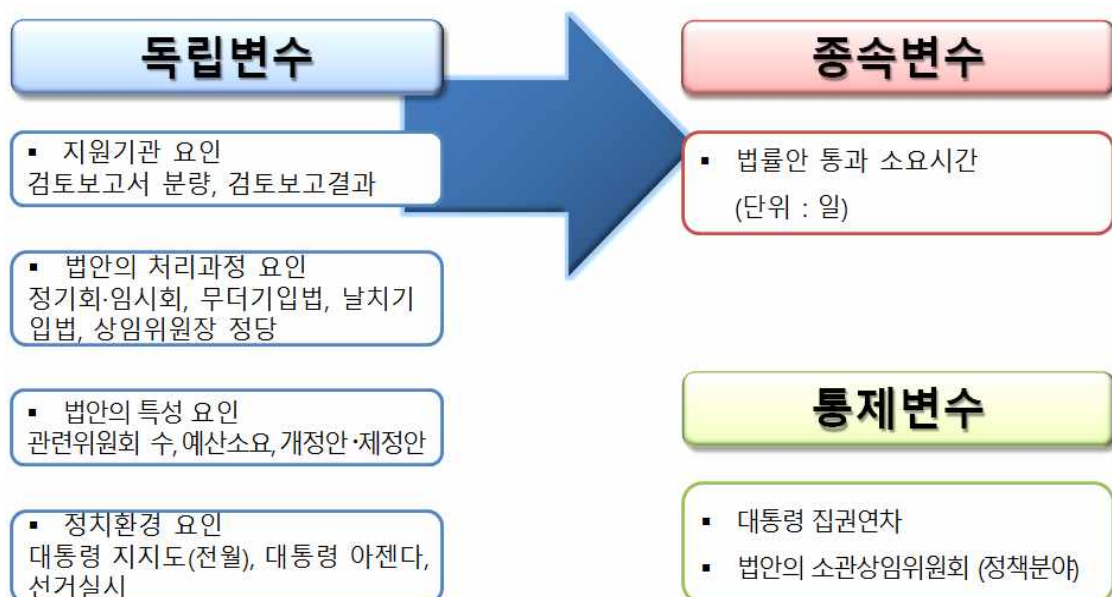 독립변수
▪ 지원기관 요인
검토보고서 분량, 검토보고결과
▪ 법안의 처리과정 요인
정기회·임시회, 무더기입법, 날치기
입법, 상임위원장 정당
▪ 법안의 특성 요인
관련위원회 수, 예산소요, 개정안·제정안
▪ 정치환경 요인
대통령 지지도(전월), 대통령 아젠다,
선거실시
종속변수
▪ 법률안 통과 소요시간
(단위 : 일)
통제변수
▪ 대통령 집권연차
▪ 법안의 소관상임위원회 (정책분야)